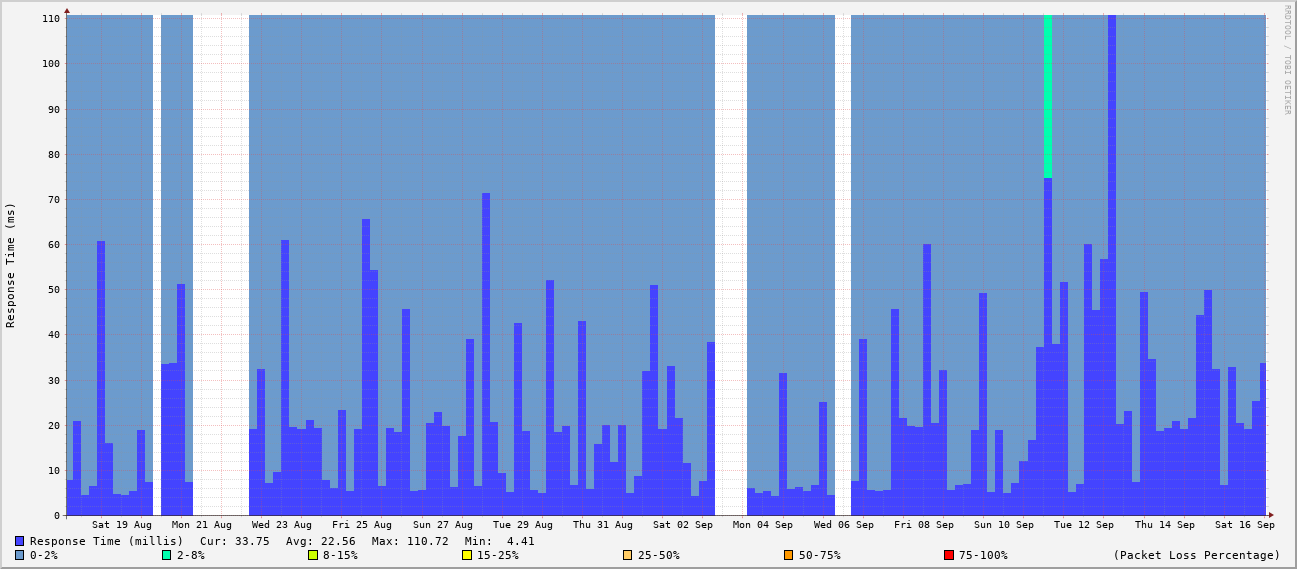 RRDTOOL / TOBI OETIKER
Response Time (ms)
110
100
90
80
70
60
50
40
30
20
10
0
Sat 19 Aug Mon 21 Aug Wed 23 Aug Fri 25 Aug Sun 27 Aug Tue 29 Aug Thu 31 Aug Sat 02 Sep Mon 04 Sep Wed 06 Sep Fri 08 Sep Sun 10 Sep Tue 12 Sep Thu 14 Sep Sat 16 Sep
Response Time (millis) Cur: 33.75 Avg: 22.56 Max: 110.72 Min: 4.41
0-2% 2-8% 8-15% 15-25% 25-50% 50-75% 75-100% (Packet Loss Percentage)